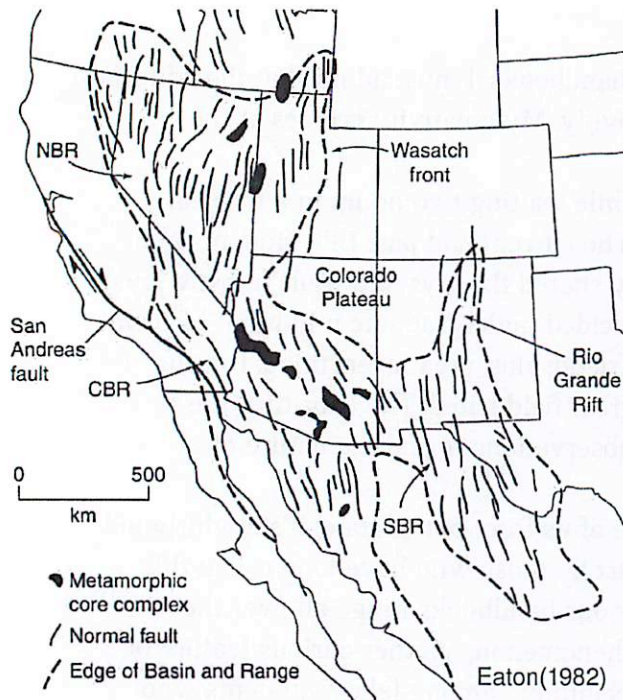 NBR
Wasatch
front
Colorado
Plateau
San
Andreas
fault
CBR
Rio
Grande
Rift
0 500
km
SBR
Metamorphic
core complex
Normal fault
Edge of Basin and Range
Eaton(1982)